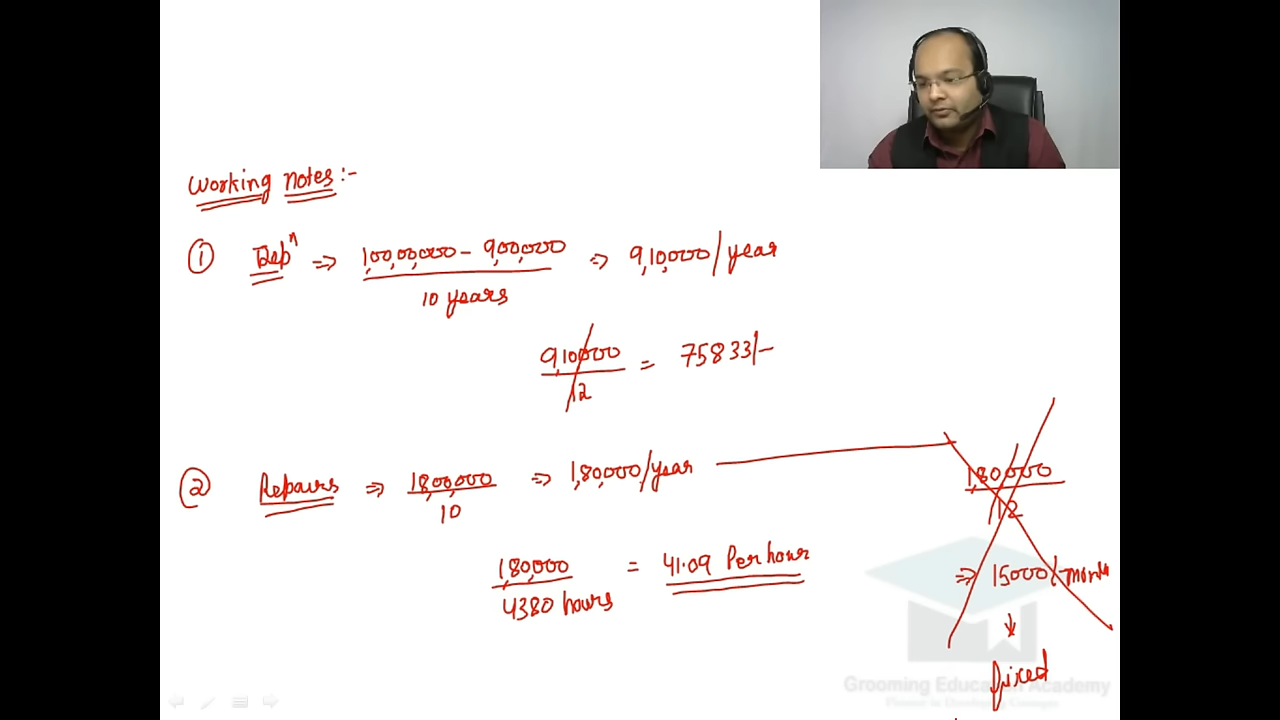 Working notes :-
① Depⁿ ⇒ 1,00,00,000 - 9,00,000 ⇒ 9,10,000/year
10 years
9,10,000 = 75833/-
12
② Repairs ⇒ 18,00,000 ⇒ 1,80,000/year
10
1,80,000
12
1,80,000 = 41.09 Per hour
4380 hours
⇒ 15000/month
↓
fixed
Grooming Education Academy